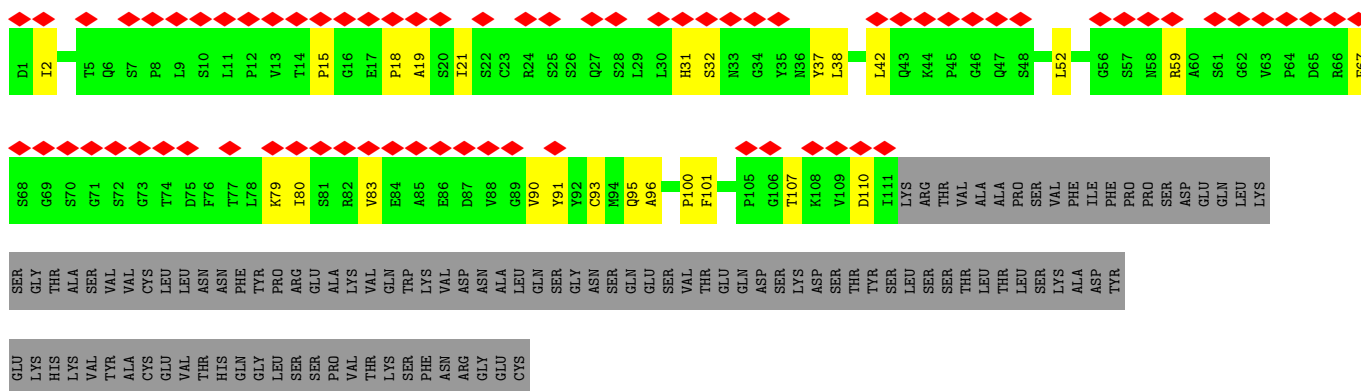 D1 I2 T5 Q6 S7 P8 L9 S10 L11 P12 V13 T14 P15 G16 E17 P18 A19 S20 I21 S22 C23 R24 S25 S26 Q27 S28 L29 L30 H31 S32 N33 G34 Y35 N36 Y37 L38 L42 Q43 K44 P45 G46 Q47 S48 L52 G56 S57 N58 R59 A60 S61 G62 V63 P64 D65 R66 F67
S68 G69 S70 G71 S72 G73 T74 D75 F76 T77 L78 K79 I80 S81 R82 V83 E84 A85 E86 D87 V88 G89 V90 Y91 Y92 C93 M94 Q95 A96 P100 F101 P105 G106 T107 K108 V109 D110 I111 LYS ARG THR VAL ALA ALA PRO SER VAL PHE ILE PHE PRO PRO SER ASP GLU GLN LEU LYS
SER GLY THR ALA SER VAL VAL CYS LEU LEU ASN ASN PHE TYR PRO ARG GLU ALA LYS VAL GLN TRP LYS VAL ASP ASN ALA LEU GLN SER GLY ASN SER GLN GLU SER VAL THR GLU GLN ASP SER LYS ASP SER THR TYR SER LEU SER SER THR LEU THR LEU SER LYS ALA ASP TYR
GLU LYS HIS LYS VAL TYR ALA CYS GLU VAL THR HIS GLN GLY LEU SER SER PRO VAL THR LYS SER PHE ASN ARG GLY GLU CYS